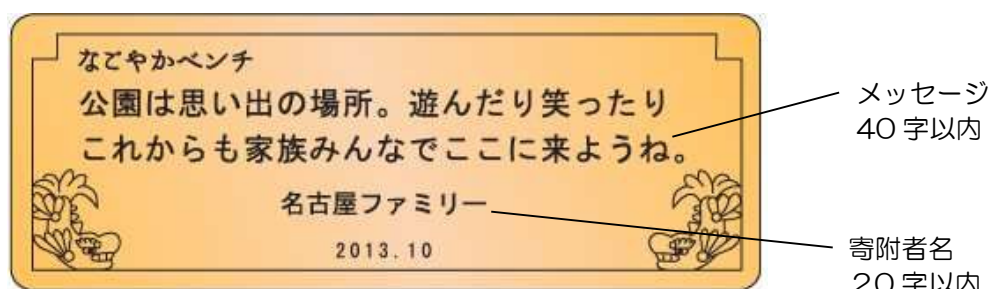 なごやかベンチ
公園は思い出の場所。遊んだり笑ったり
これからも家族みんなでここに来ようね。
名古屋ファミリー
2013.10
メッセージ
40字以内
寄附者名
20字以内